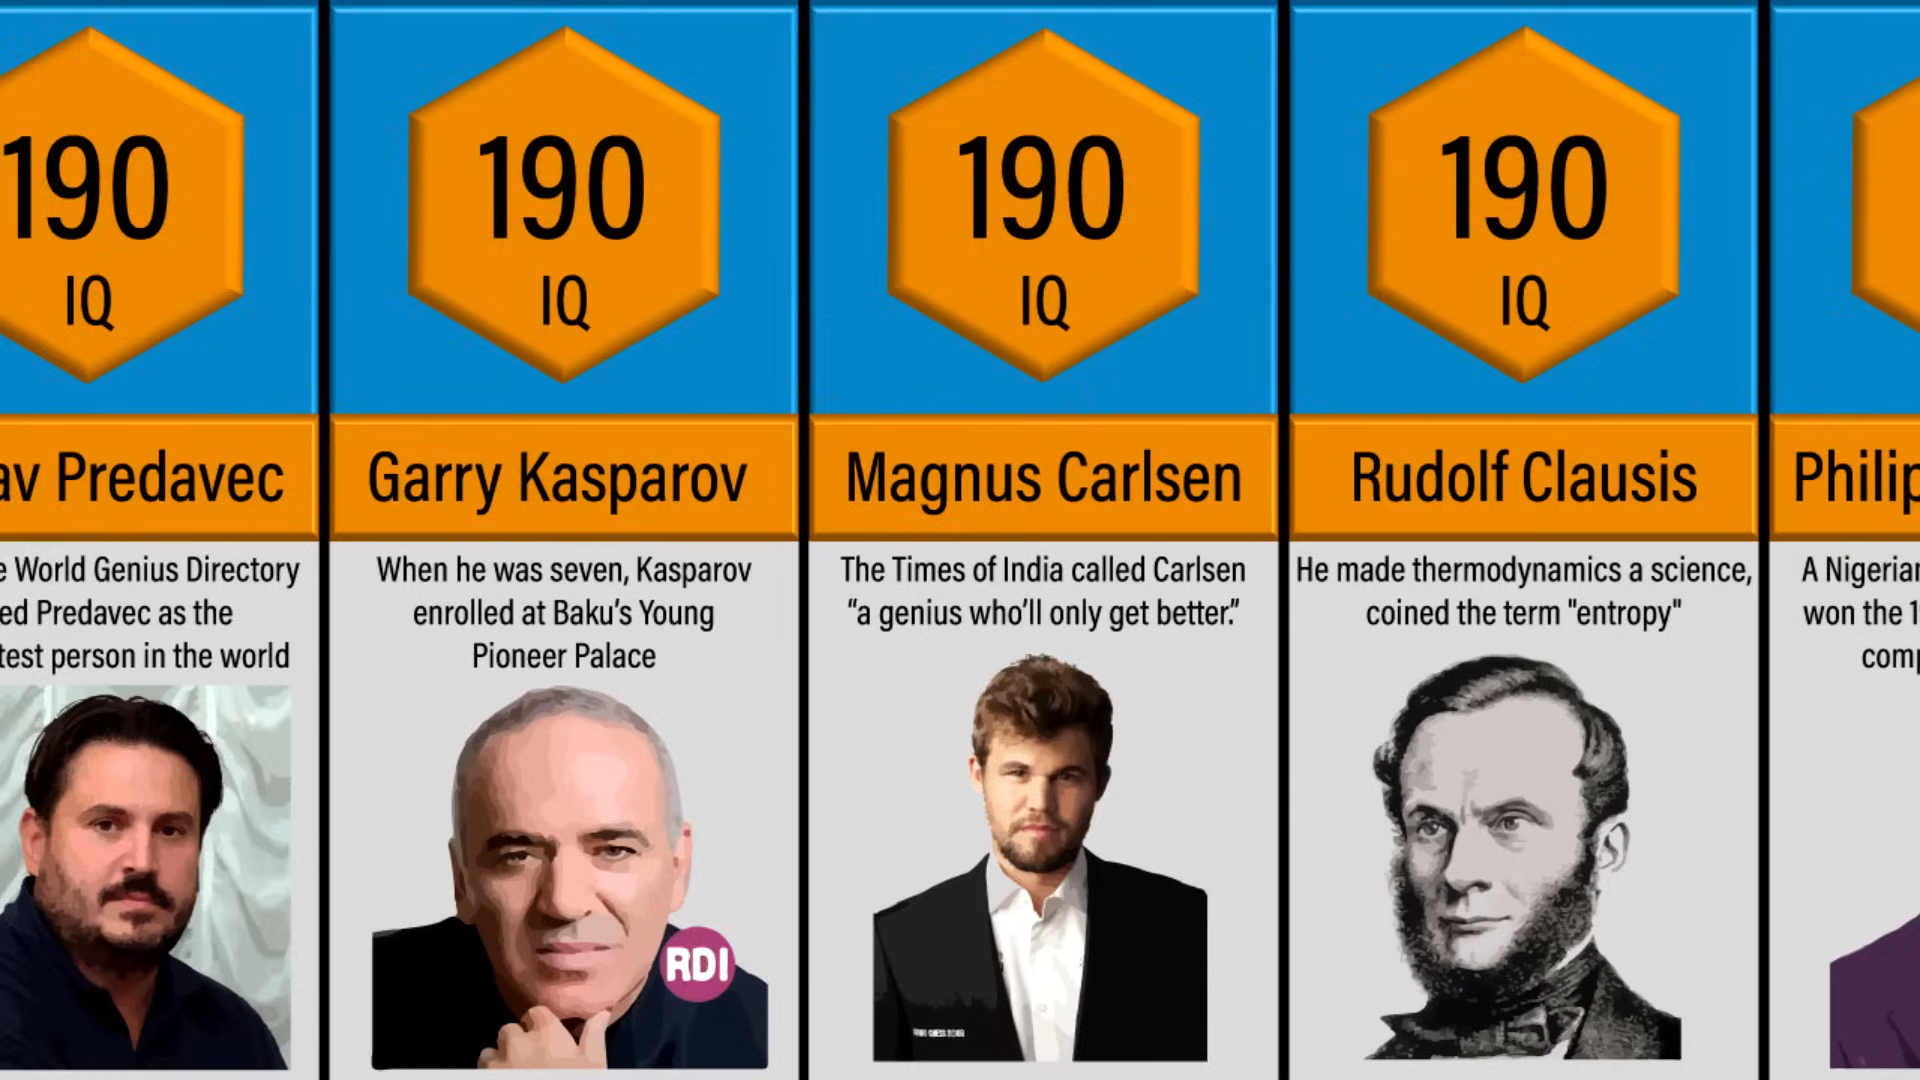 190
IQ
av Predavec
e World Genius Directory
ed Predavec as the
test person in the world
190
IQ
Garry Kasparov
When he was seven, Kasparov
enrolled at Baku’s Young
Pioneer Palace
RDI
190
IQ
Magnus Carlsen
The Times of India called Carlsen
“a genius who’ll only get better.”
190
IQ
Rudolf Clausis
He made thermodynamics a science,
coined the term "entropy"
Philip
A Nigerian
won the 1
comp